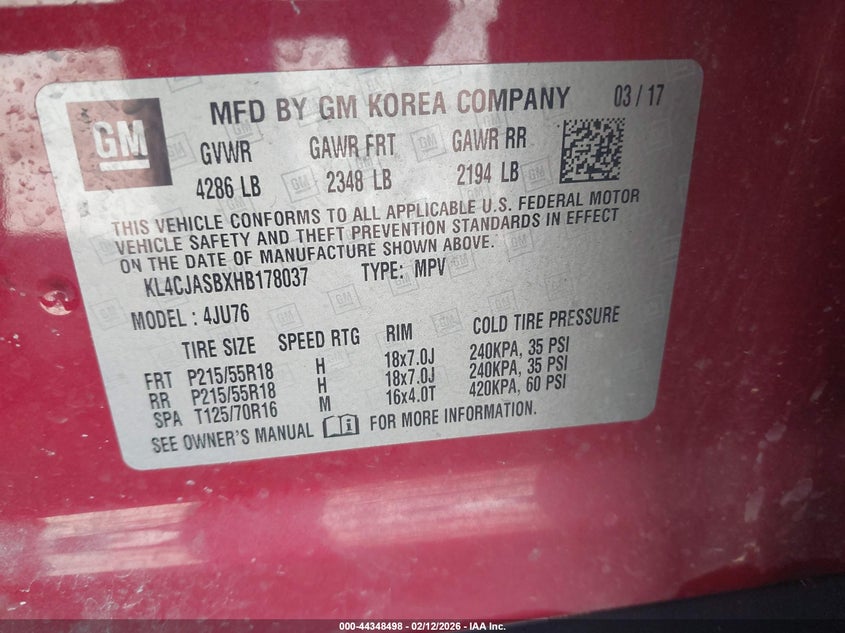 GM
MFD BY GM KOREA COMPANY 03 / 17
GVWR GAWR FRT GAWR RR
4286 LB 2348 LB 2194 LB
THIS VEHICLE CONFORMS TO ALL APPLICABLE U.S. FEDERAL MOTOR
VEHICLE SAFETY AND THEFT PREVENTION STANDARDS IN EFFECT
ON THE DATE OF MANUFACTURE SHOWN ABOVE.
KL4CJASBXHB178037 TYPE: MPV
MODEL : 4JU76
TIRE SIZE SPEED RTG RIM COLD TIRE PRESSURE
FRT P215/55R18 H 18x7.0J 240KPA, 35 PSI
RR P215/55R18 H 18x7.0J 240KPA, 35 PSI
SPA T125/70R16 M 16x4.0T 420KPA, 60 PSI
SEE OWNER'S MANUAL FOR MORE INFORMATION.
000-44348498 - 02/12/2026 - IAA Inc.